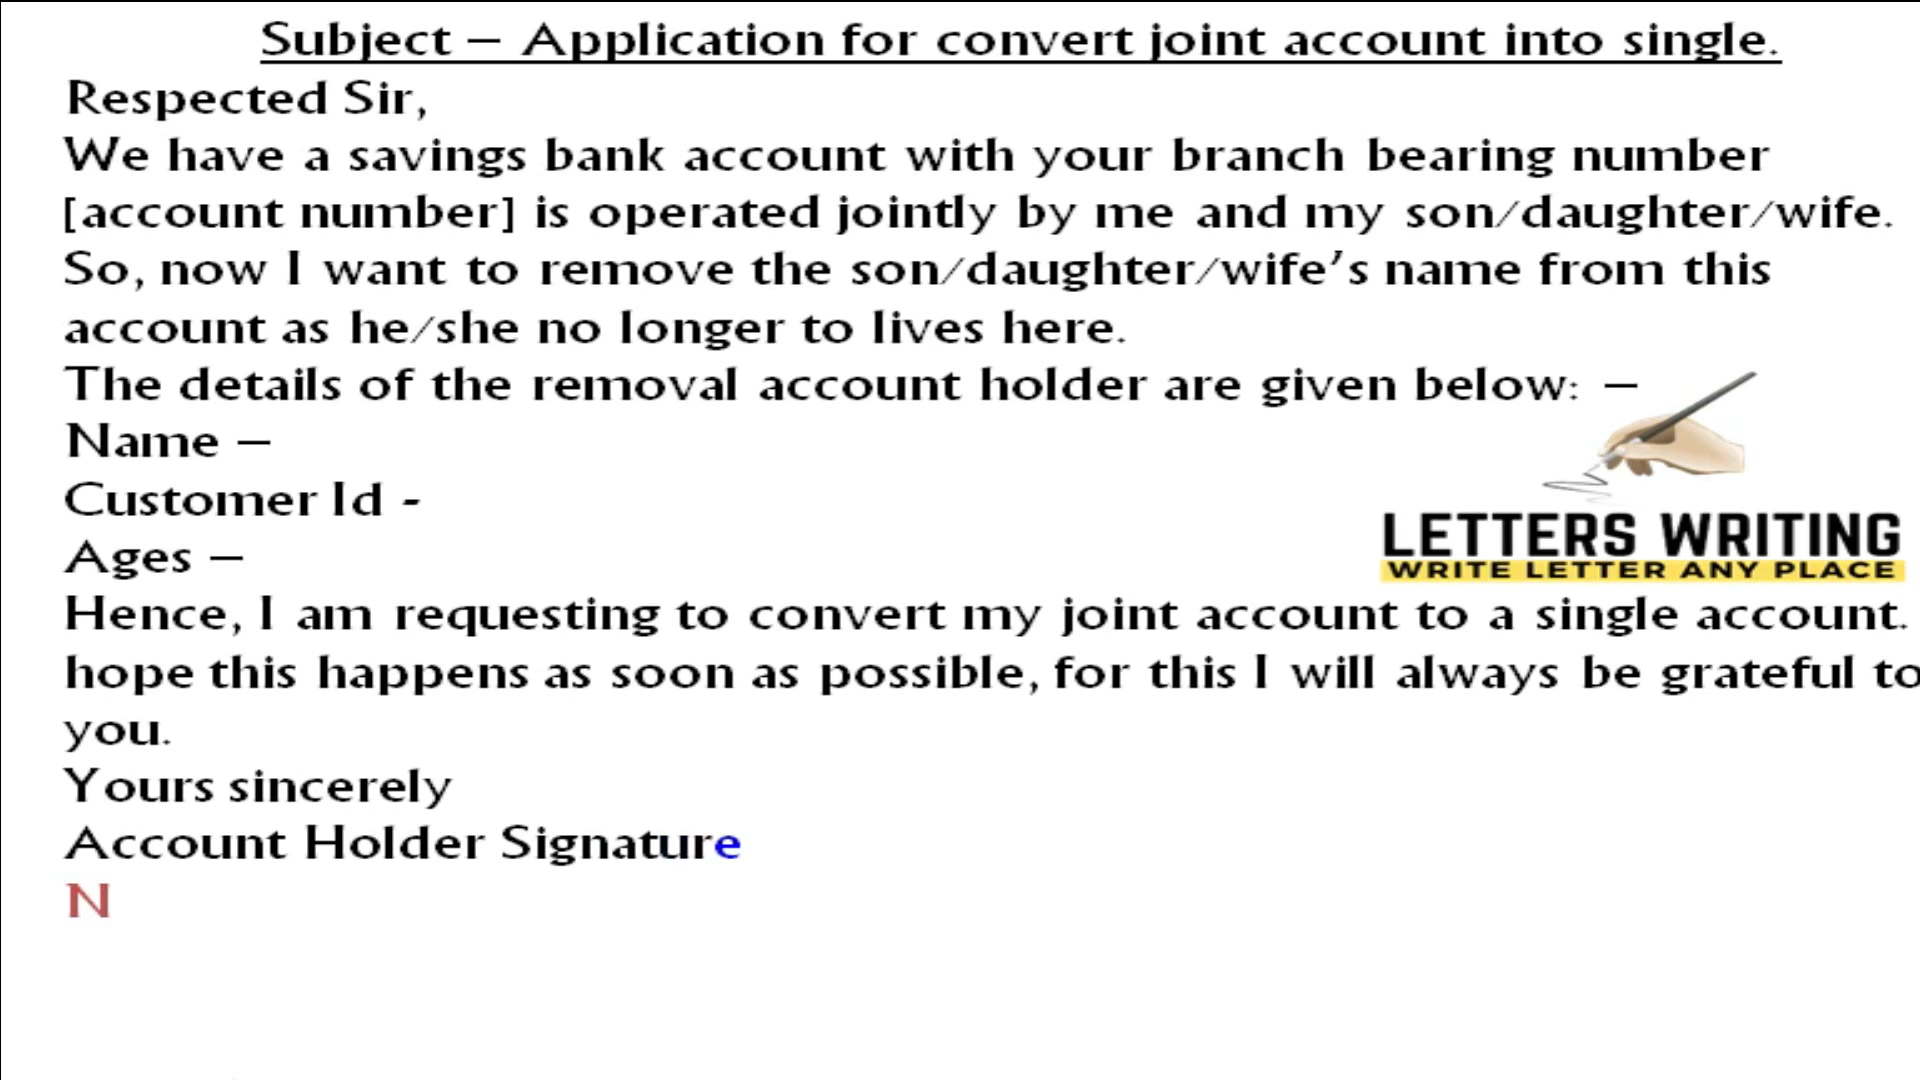 Subject – Application for convert joint account into single.
Respected Sir,
We have a savings bank account with your branch bearing number
[account number] is operated jointly by me and my son/daughter/wife.
So, now I want to remove the son/daughter/wife’s name from this
account as he/she no longer to lives here.
The details of the removal account holder are given below: –
Name –
Customer Id -
Ages –
LETTERS WRITING
WRITE LETTER ANY PLACE
Hence, I am requesting to convert my joint account to a single account.
hope this happens as soon as possible, for this I will always be grateful to
you.
Yours sincerely
Account Holder Signature
N